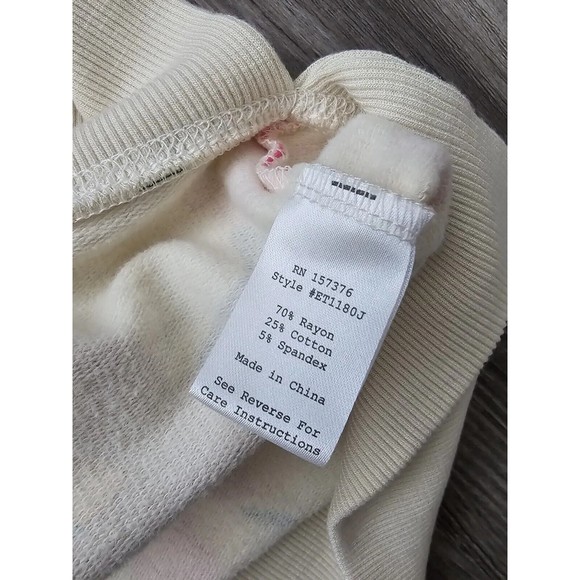 RN 157376
Style #ET1180J
70% Rayon
25% Cotton
5% Spandex
Made in China
See Reverse For
Care Instructions